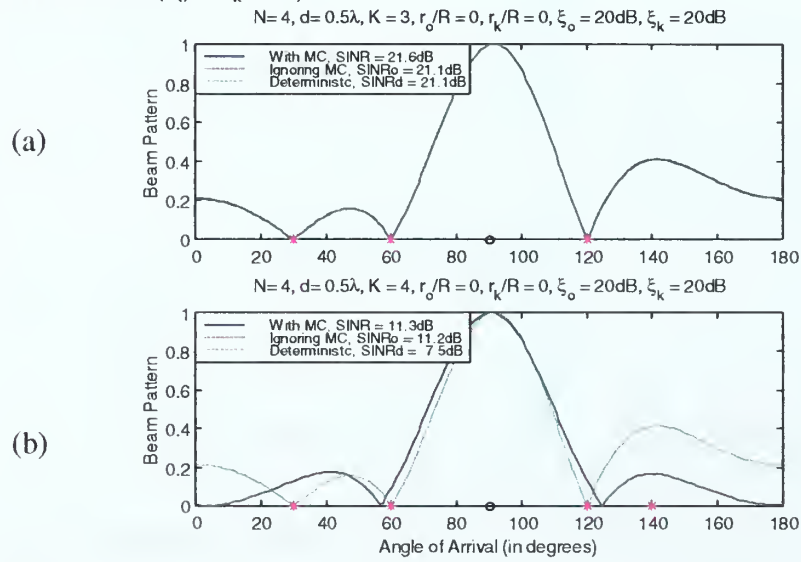 N= 4, d= 0.5λ, K = 3, r_o/R = 0, r_k/R = 0, ξ_o = 20dB, ξ_k = 20dB
(a)
Beam Pattern
With MC, SINR = 21.6dB
Ignoring MC, SINRo = 21.1dB
Deterministc, SINRd = 21.1dB
1
0.8
0.6
0.4
0.2
0
0 20 40 60 80 100 120 140 160 180
N= 4, d= 0.5λ, K = 4, r_o/R = 0, r_k/R = 0, ξ_o = 20dB, ξ_k = 20dB
(b)
Beam Pattern
With MC, SINR = 11.3dB
Ignoring MC, SINRo = 11.2dB
Deterministc, SINRd = 7.5dB
1
0.8
0.6
0.4
0.2
0
0 20 40 60 80 100 120 140 160 180
Angle of Arrival (in degrees)